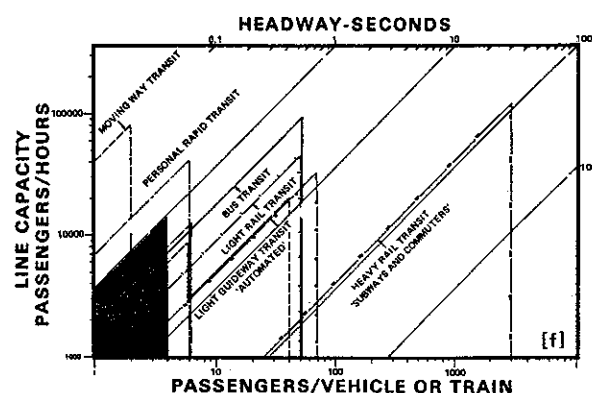 HEADWAY-SECONDS
0,1
1
10
100
LINE CAPACITY
PASSENGERS/HOURS
100000
10000
1000
MOVING WAY TRANSIT
PERSONAL RAPID TRANSIT
BUS TRANSIT
LIGHT RAIL TRANSIT
LIGHT GUIDEWAY TRANSIT
'AUTOMATED'
HEAVY RAIL TRANSIT
'SUBWAYS AND COMMUTERS'
[f]
1
10
100
1000
PASSENGERS/VEHICLE OR TRAIN